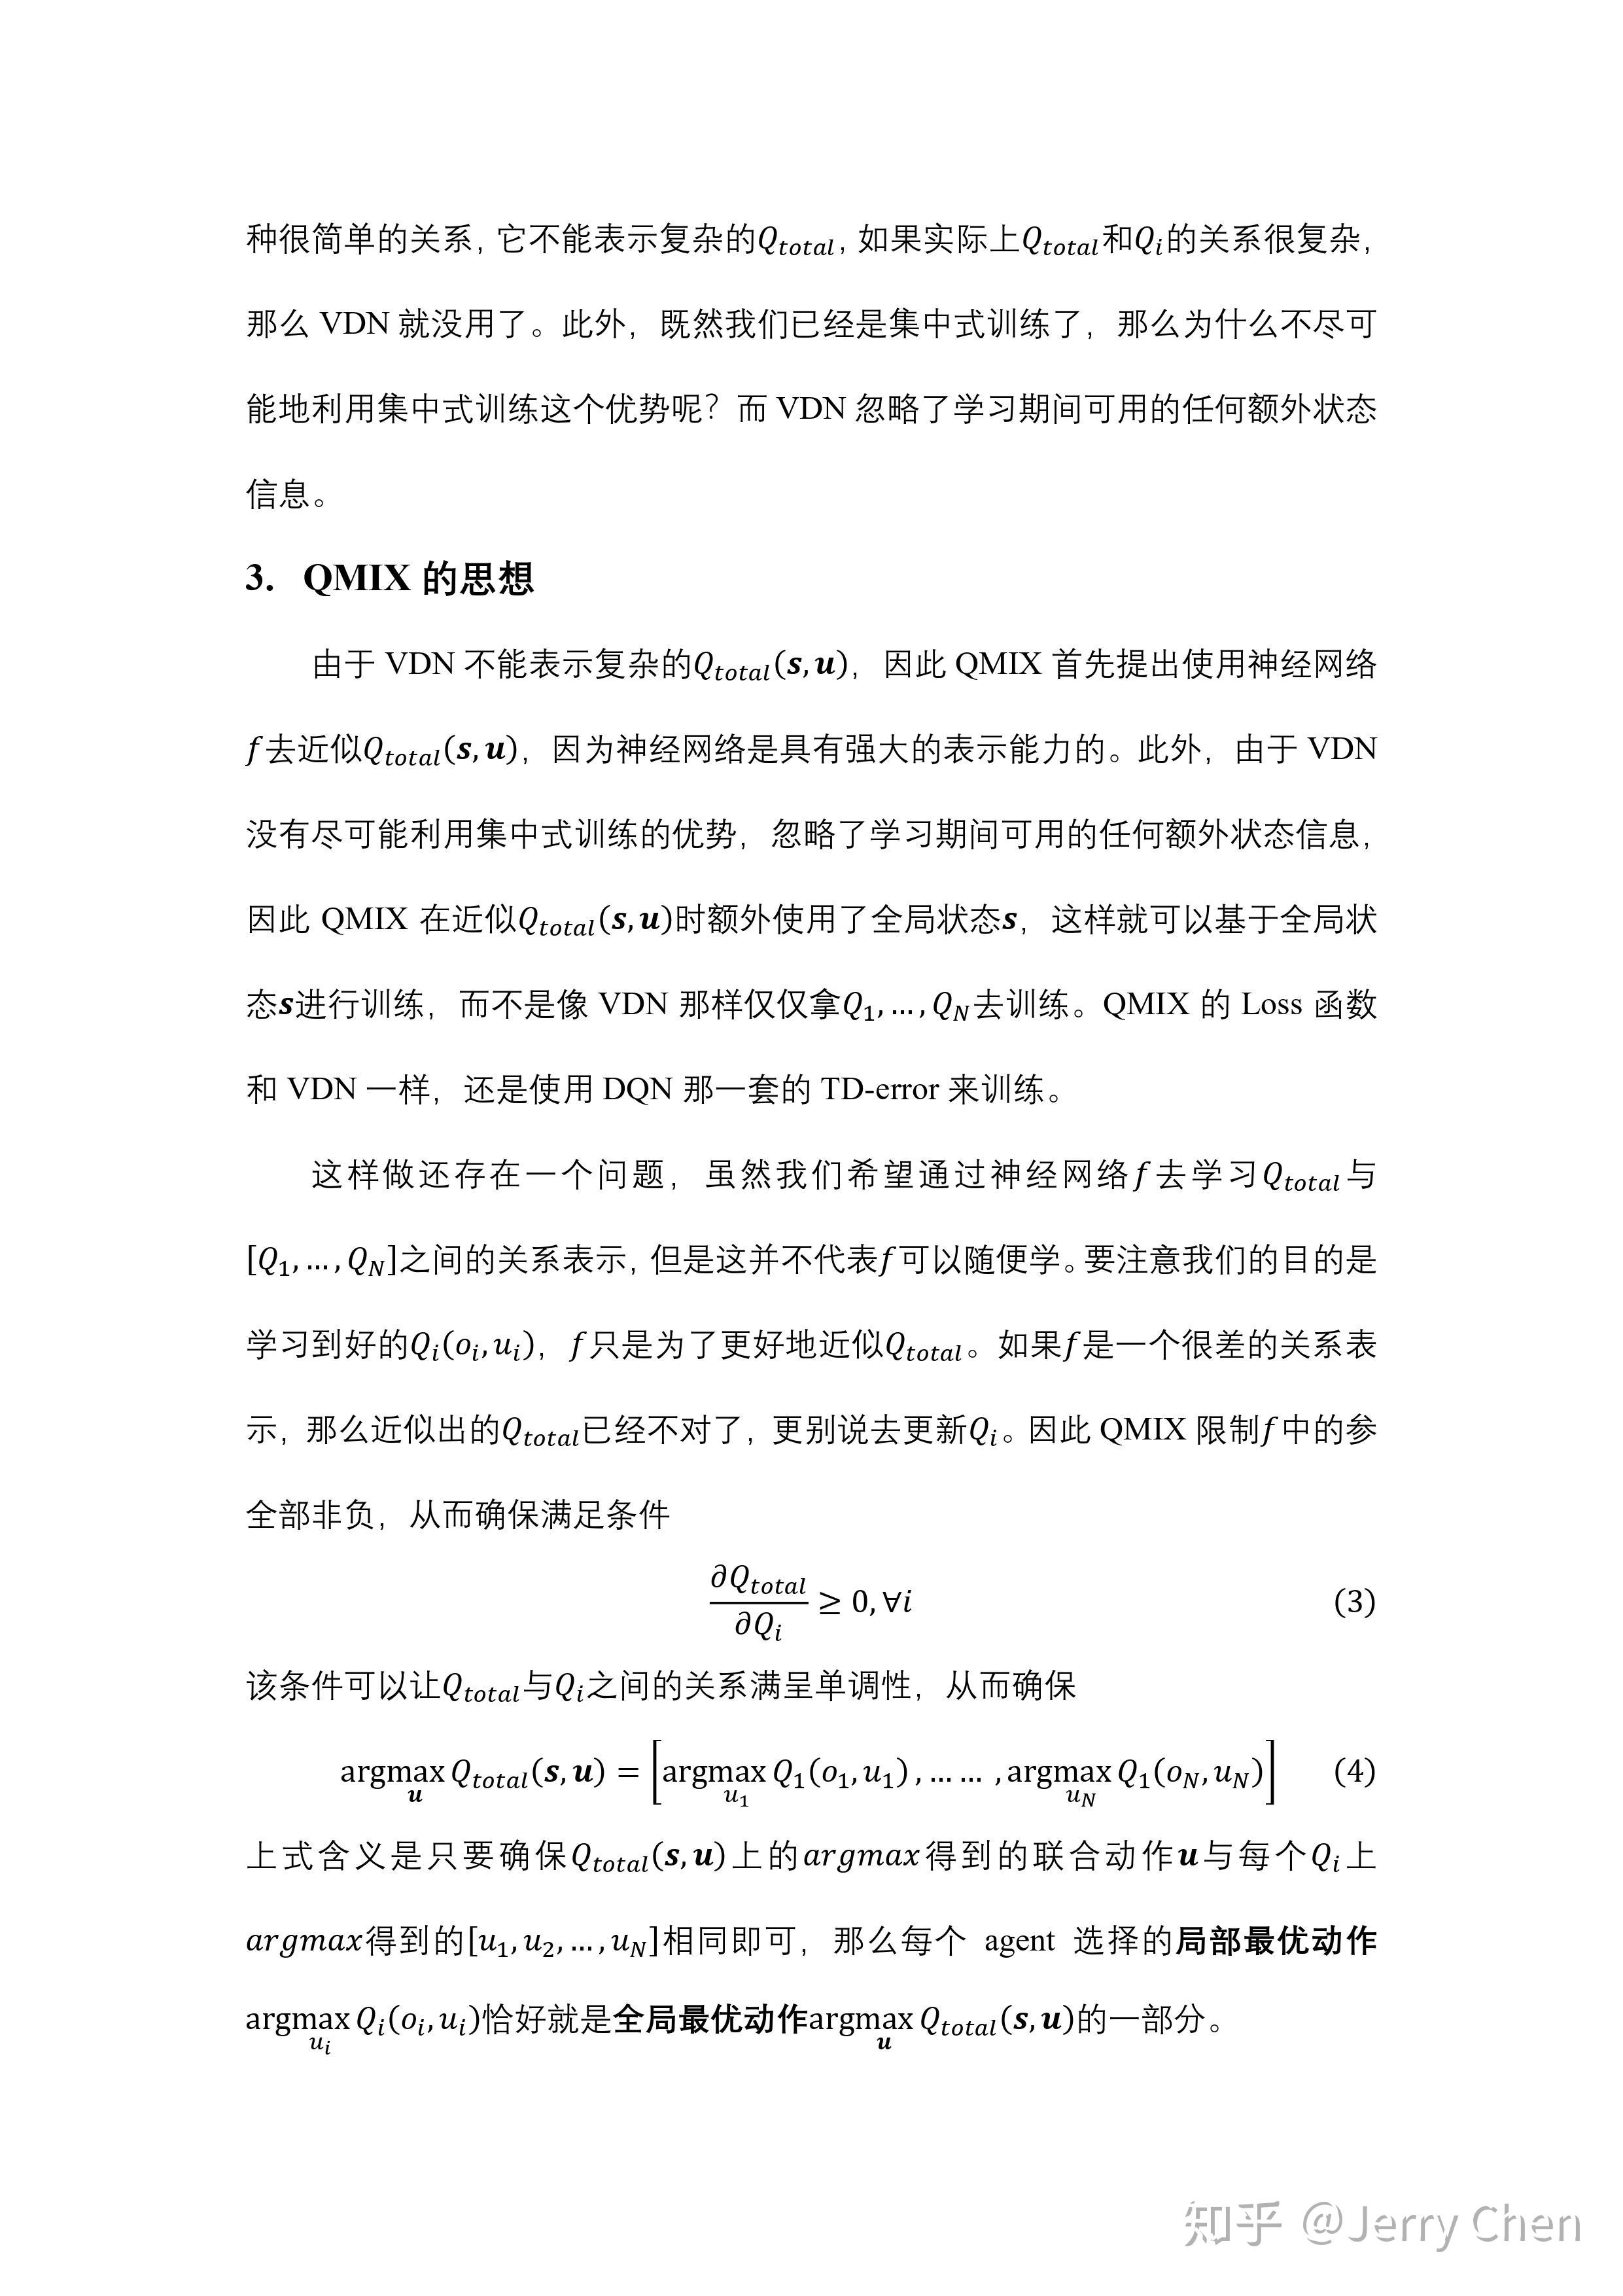 种很简单的关系，它不能表示复杂的$Q_{total}$，如果实际上$Q_{total}$和$Q_i$的关系很复杂，
那么 VDN 就没用了。此外，既然我们已经是集中式训练了，那么为什么不尽可
能地利用集中式训练这个优势呢？而 VDN 忽略了学习期间可用的任何额外状态
信息。
3. QMIX 的思想
由于 VDN 不能表示复杂的$Q_{total}(\boldsymbol{s},\boldsymbol{u})$，因此 QMIX 首先提出使用神经网络
$f$去近似$Q_{total}(\boldsymbol{s},\boldsymbol{u})$，因为神经网络是具有强大的表示能力的。此外，由于 VDN
没有尽可能利用集中式训练的优势，忽略了学习期间可用的任何额外状态信息，
因此 QMIX 在近似$Q_{total}(\boldsymbol{s},\boldsymbol{u})$时额外使用了全局状态$\boldsymbol{s}$，这样就可以基于全局状
态$\boldsymbol{s}$进行训练，而不是像 VDN 那样仅仅拿$Q_1,\dots,Q_N$去训练。QMIX 的 Loss 函数
和 VDN 一样，还是使用 DQN 那一套的 TD-error 来训练。
这样做还存在一个问题，虽然我们希望通过神经网络$f$去学习$Q_{total}$与
$[Q_1,\dots,Q_N]$之间的关系表示，但是这并不代表$f$可以随便学。要注意我们的目的是
学习到好的$Q_i(o_i,u_i)$，$f$只是为了更好地近似$Q_{total}$。如果$f$是一个很差的关系表
示，那么近似出的$Q_{total}$已经不对了，更别说去更新$Q_i$。因此 QMIX 限制$f$中的参
全部非负，从而确保满足条件
$\frac{\partial Q_{total}}{\partial Q_i} \geq 0, \forall i$ (3)
该条件可以让$Q_{total}$与$Q_i$之间的关系满呈单调性，从而确保
$\underset{\boldsymbol{u}}{\operatorname{argmax}} Q_{total}(\boldsymbol{s},\boldsymbol{u}) = \left[\underset{u_1}{\operatorname{argmax}} Q_1(o_1,u_1),\dots\dots,\underset{u_N}{\operatorname{argmax}} Q_1(o_N,u_N)\right]$ (4)
上式含义是只要确保$Q_{total}(\boldsymbol{s},\boldsymbol{u})$上的$argmax$得到的联合动作$\boldsymbol{u}$与每个$Q_i$上
$argmax$得到的$[u_1,u_2,\dots,u_N]$相同即可，那么每个 agent 选择的局部最优动作
$\underset{u_i}{\operatorname{argmax}} Q_i(o_i,u_i)$恰好就是全局最优动作$\underset{\boldsymbol{u}}{\operatorname{argmax}} Q_{total}(\boldsymbol{s},\boldsymbol{u})$的一部分。
知乎 @Jerry Chen